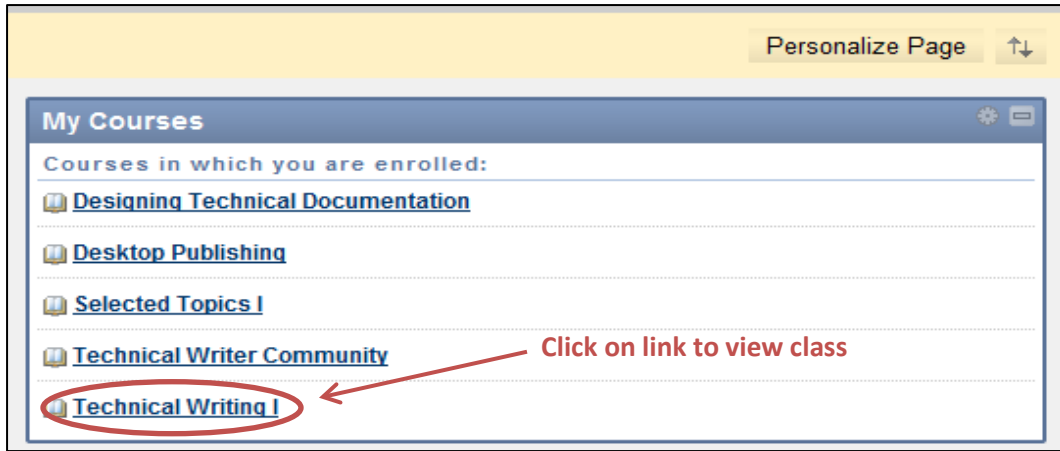 Personalize Page
My Courses
Courses in which you are enrolled:
Designing Technical Documentation
Desktop Publishing
Selected Topics I
Technical Writer Community
Click on link to view class
Technical Writing I